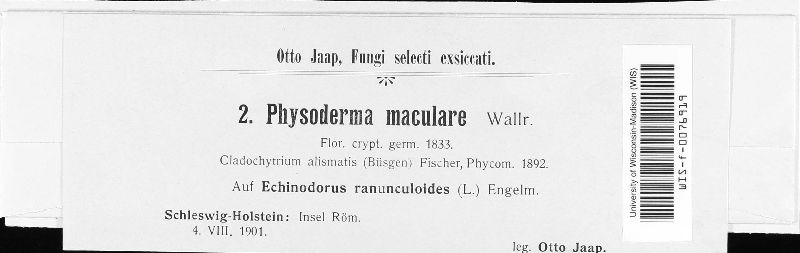 Otto Jaap, Fungi selecti exsiccati.
2. Physoderma maculare Wallr.
Flor. crypt. germ. 1833.
Cladochytrium alismatis (Büsgen) Fischer, Phycom. 1892.
Auf Echinodorus ranunculoides (L.) Engelm.
Schleswig-Holstein: Insel Röm.
4. VIII. 1901.
leg. Otto Jaap.
University of Wisconsin-Madison (WIS)
WIS-f-0076919